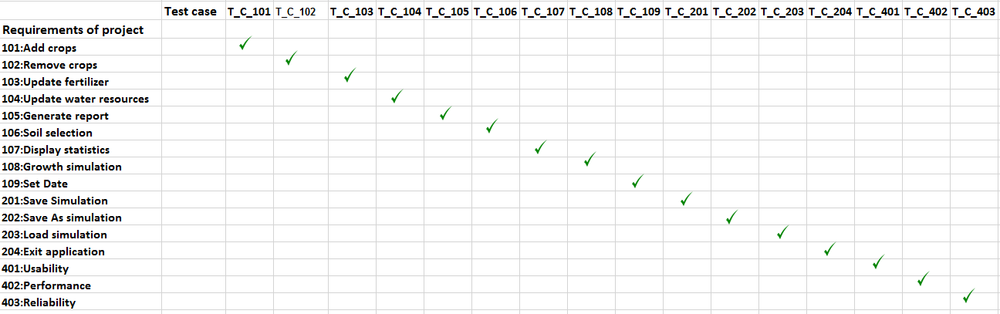 Test case T_C_101 T_C_102 T_C_103 T_C_104 T_C_105 T_C_106 T_C_107 T_C_108 T_C_109 T_C_201 T_C_202 T_C_203 T_C_204 T_C_401 T_C_402 T_C_403
Requirements of project
101:Add crops
102:Remove crops
103:Update fertilizer
104:Update water resources
105:Generate report
106:Soil selection
107:Display statistics
108:Growth simulation
109:Set Date
201:Save Simulation
202:Save As simulation
203:Load simulation
204:Exit application
401:Usability
402:Performance
403:Reliability